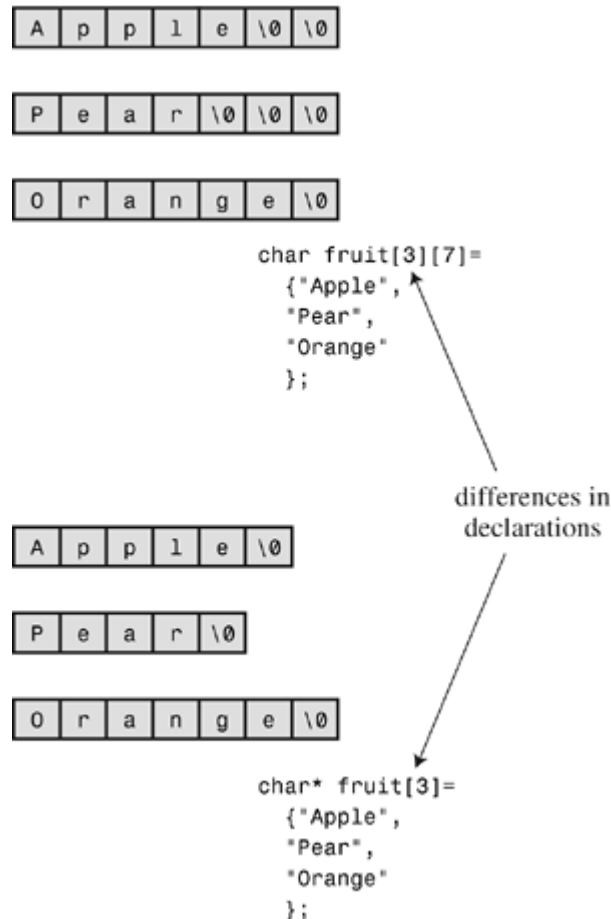 A p p l e \0 \0
P e a r \0 \0 \0
O r a n g e \0
char fruit[3][7]=
{"Apple",
"Pear",
"Orange"
};
differences in
declarations
A p p l e \0
P e a r \0
O r a n g e \0
char* fruit[3]=
{"Apple",
"Pear",
"Orange"
};